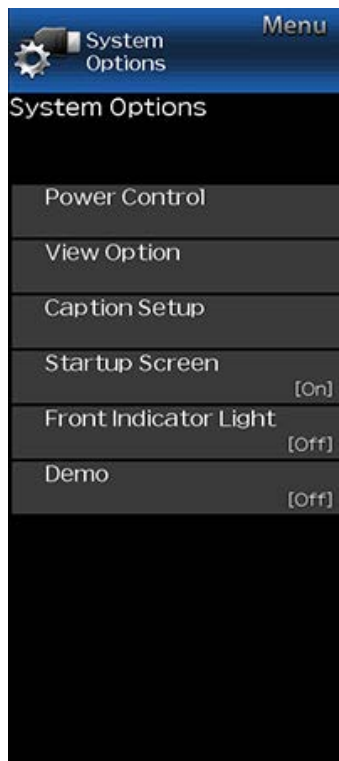 Menu
System
Options
System Options
Power Control
View Option
Caption Setup
Startup Screen
[On]
Front Indicator Light
[Off]
Demo
[Off]